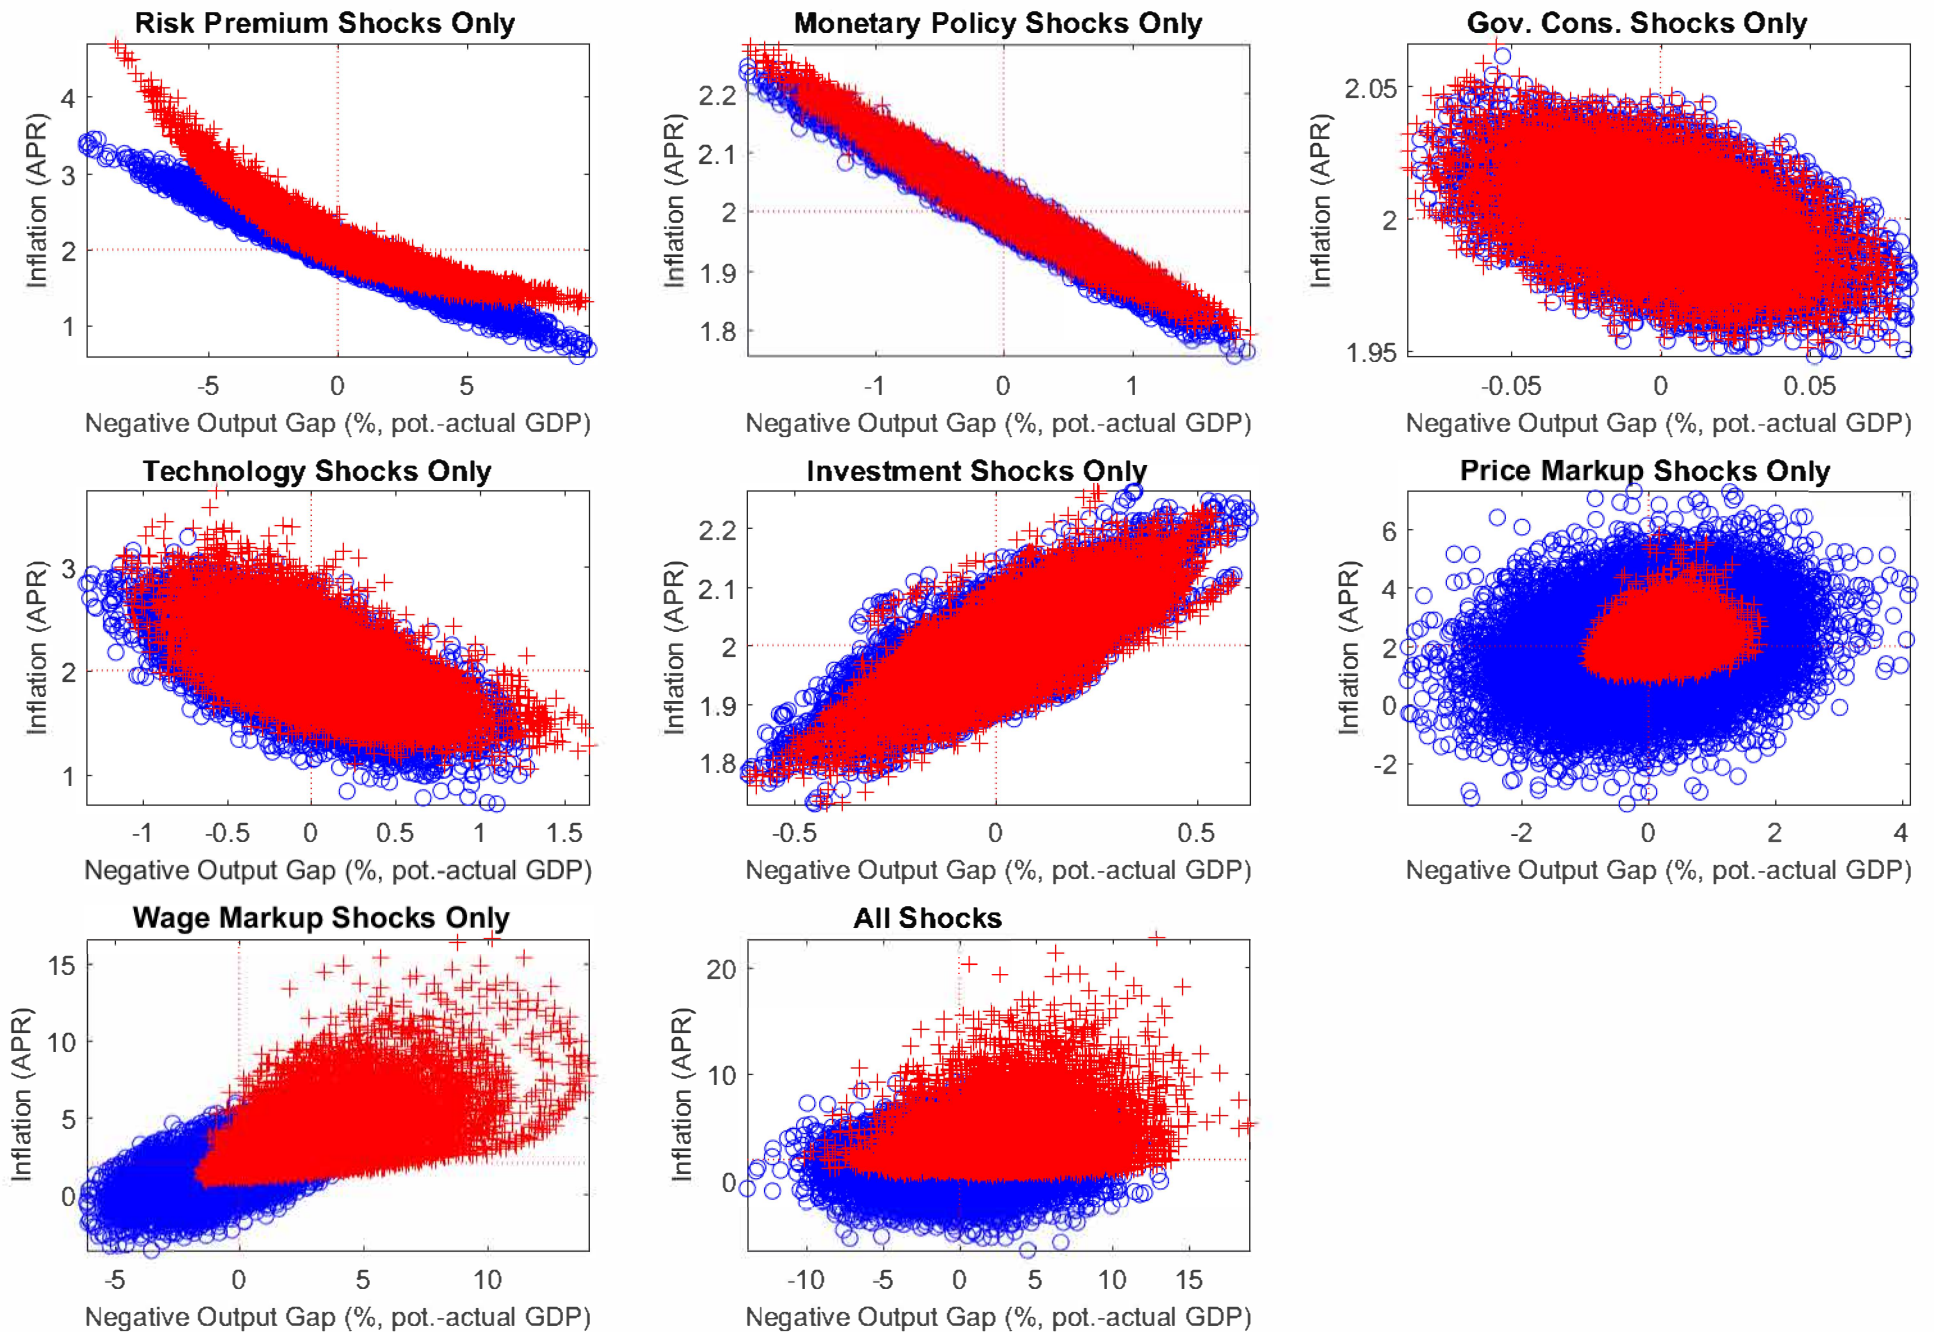 Risk Premium Shocks Only
Inflation (APR)
4
3
2
1
-5 0 5
Negative Output Gap (%, pot.-actual GDP)
Monetary Policy Shocks Only
Inflation (APR)
2.2
2.1
2
1.9
1.8
-1 0 1
Negative Output Gap (%, pot.-actual GDP)
Gov. Cons. Shocks Only
Inflation (APR)
2.05
2
1.95
-0.05 0 0.05
Negative Output Gap (%, pot.-actual GDP)
Technology Shocks Only
Inflation (APR)
3
2
1
-1 -0.5 0 0.5 1 1.5
Negative Output Gap (%, pot.-actual GDP)
Investment Shocks Only
Inflation (APR)
2.2
2.1
2
1.9
1.8
-0.5 0 0.5
Negative Output Gap (%, pot.-actual GDP)
Price Markup Shocks Only
Inflation (APR)
6
4
2
0
-2
-2 0 2 4
Negative Output Gap (%, pot.-actual GDP)
Wage Markup Shocks Only
Inflation (APR)
15
10
5
0
-5 0 5 10
Negative Output Gap (%, pot.-actual GDP)
All Shocks
Inflation (APR)
20
10
0
-10 -5 0 5 10 15
Negative Output Gap (%, pot.-actual GDP)